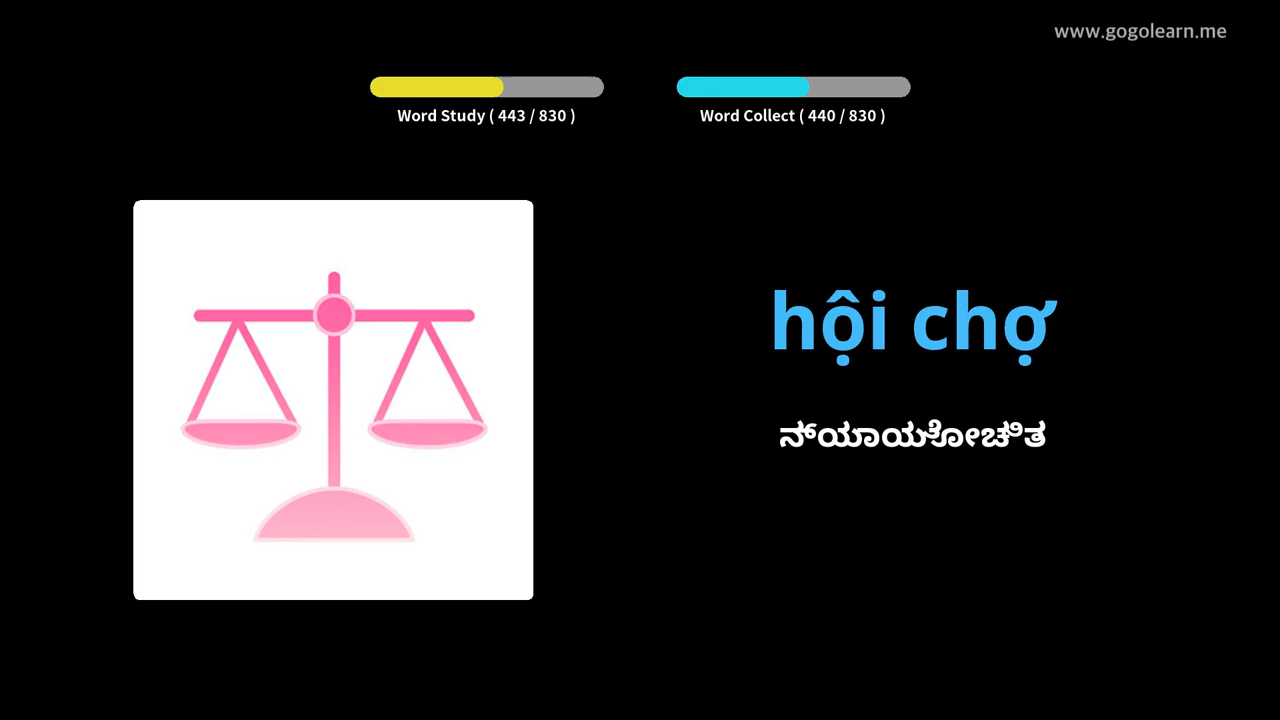 www.gogolearn.me
Word Study ( 443 / 830 )
Word Collect ( 440 / 830 )
hội chợ
ನ್ಯಾಯೋಚಿತ